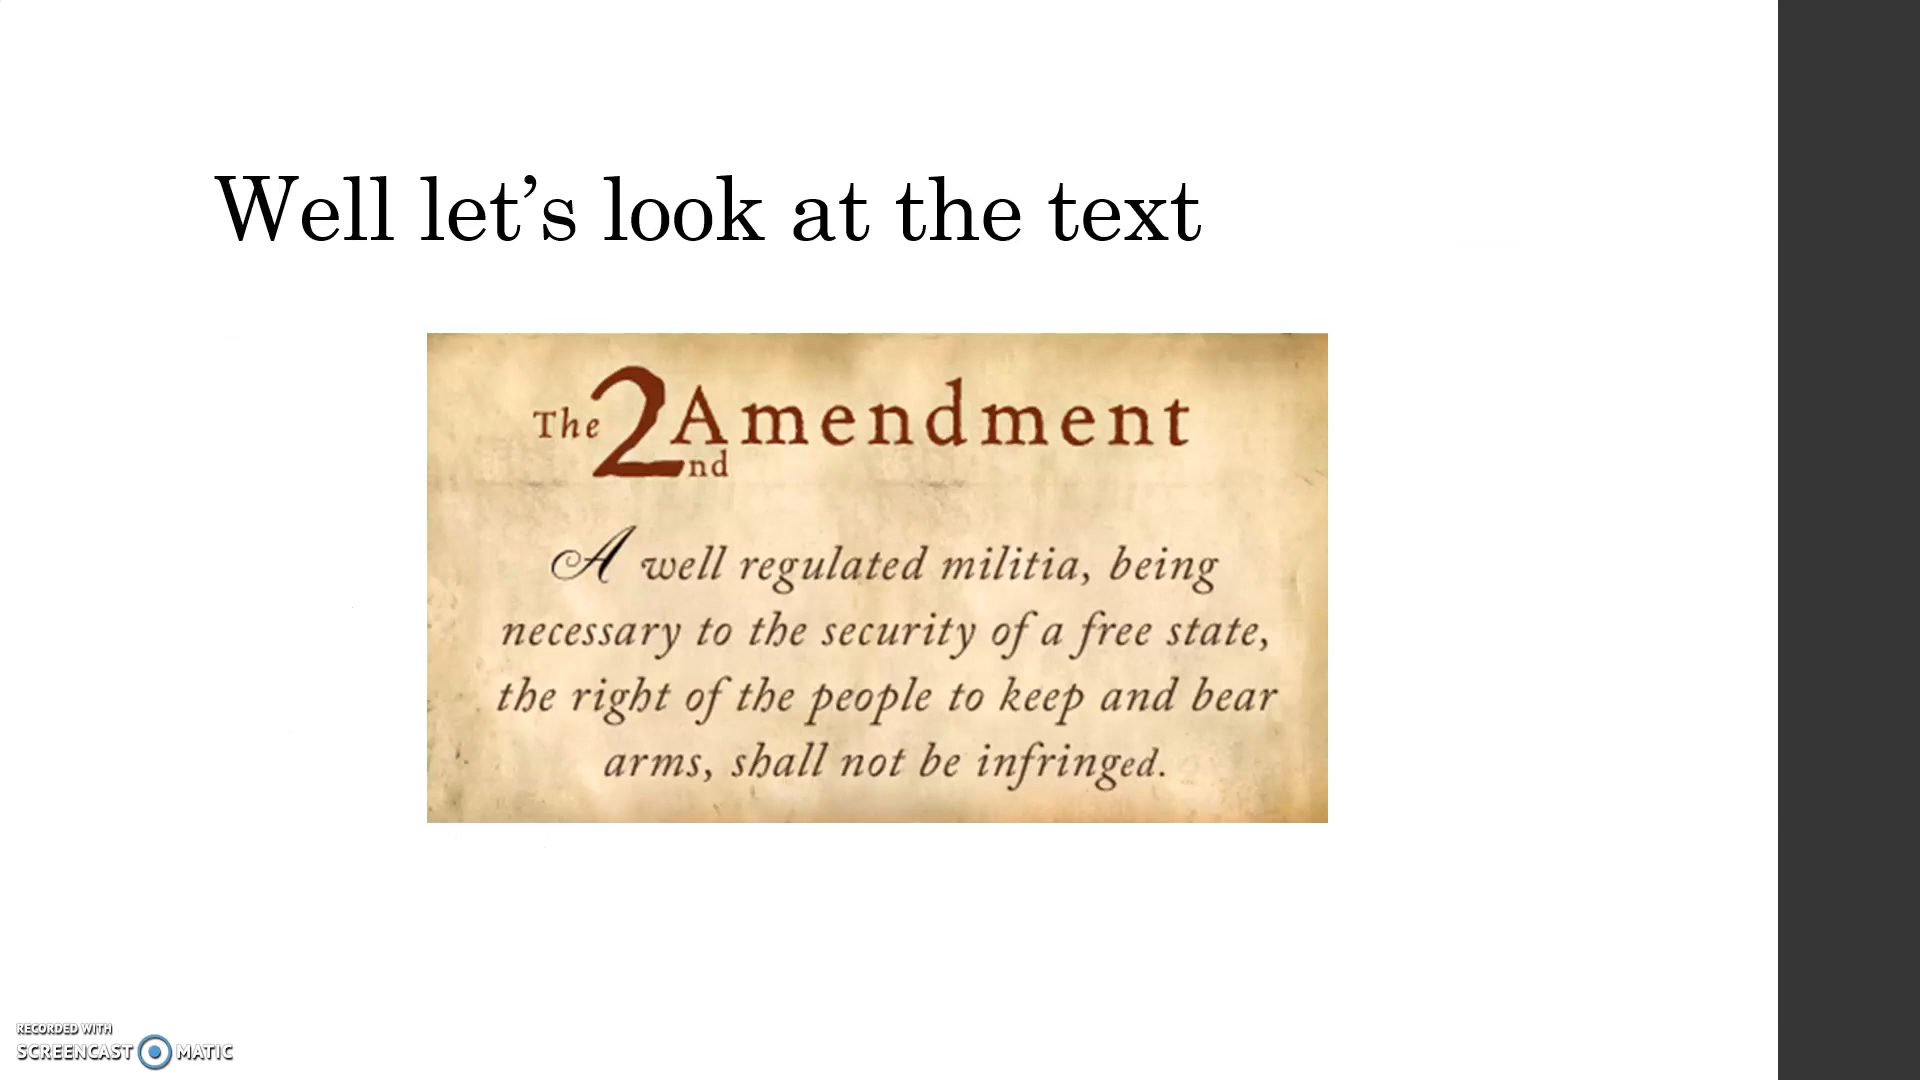 Well let’s look at the text
The 2nd Amendment
A well regulated militia, being
necessary to the security of a free state,
the right of the people to keep and bear
arms, shall not be infringed.
RECORDED WITH
SCREENCAST MATIC